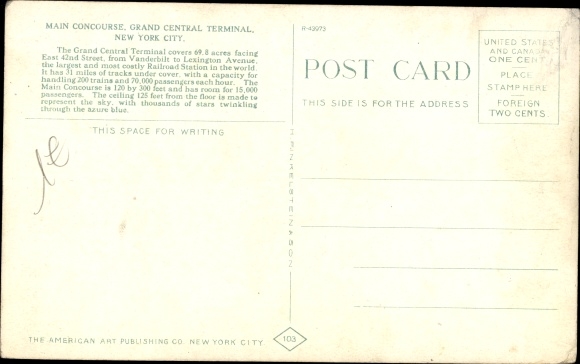 MAIN CONCOURSE, GRAND CENTRAL TERMINAL,
NEW YORK CITY.
The Grand Central Terminal covers 69.8 acres facing
East 42nd Street, from Vanderbilt to Lexington Avenue,
the largest and most mostly Railroad Station in the world.
It has 31 miles of tracks under cover, with a capacity for
handling 200 trains and 70,000 passengers each hour. The
Main Concourse is 120 by 300 feet and has room for 15,000
passengers. The ceiling 125 feet from the floor is made to
represent the sky, with thousands of stars twinkling
through the azure blue.
THIS SPACE FOR WRITING
THE AMERICAN ART PUBLISHING CO. NEW YORK CITY
103
R-43973
POST CARD
THIS SIDE IS FOR THE ADDRESS
UNITED STATES
AND CANADA
ONE CENT
PLACE
STAMP HERE
FOREIGN
TWO CENTS